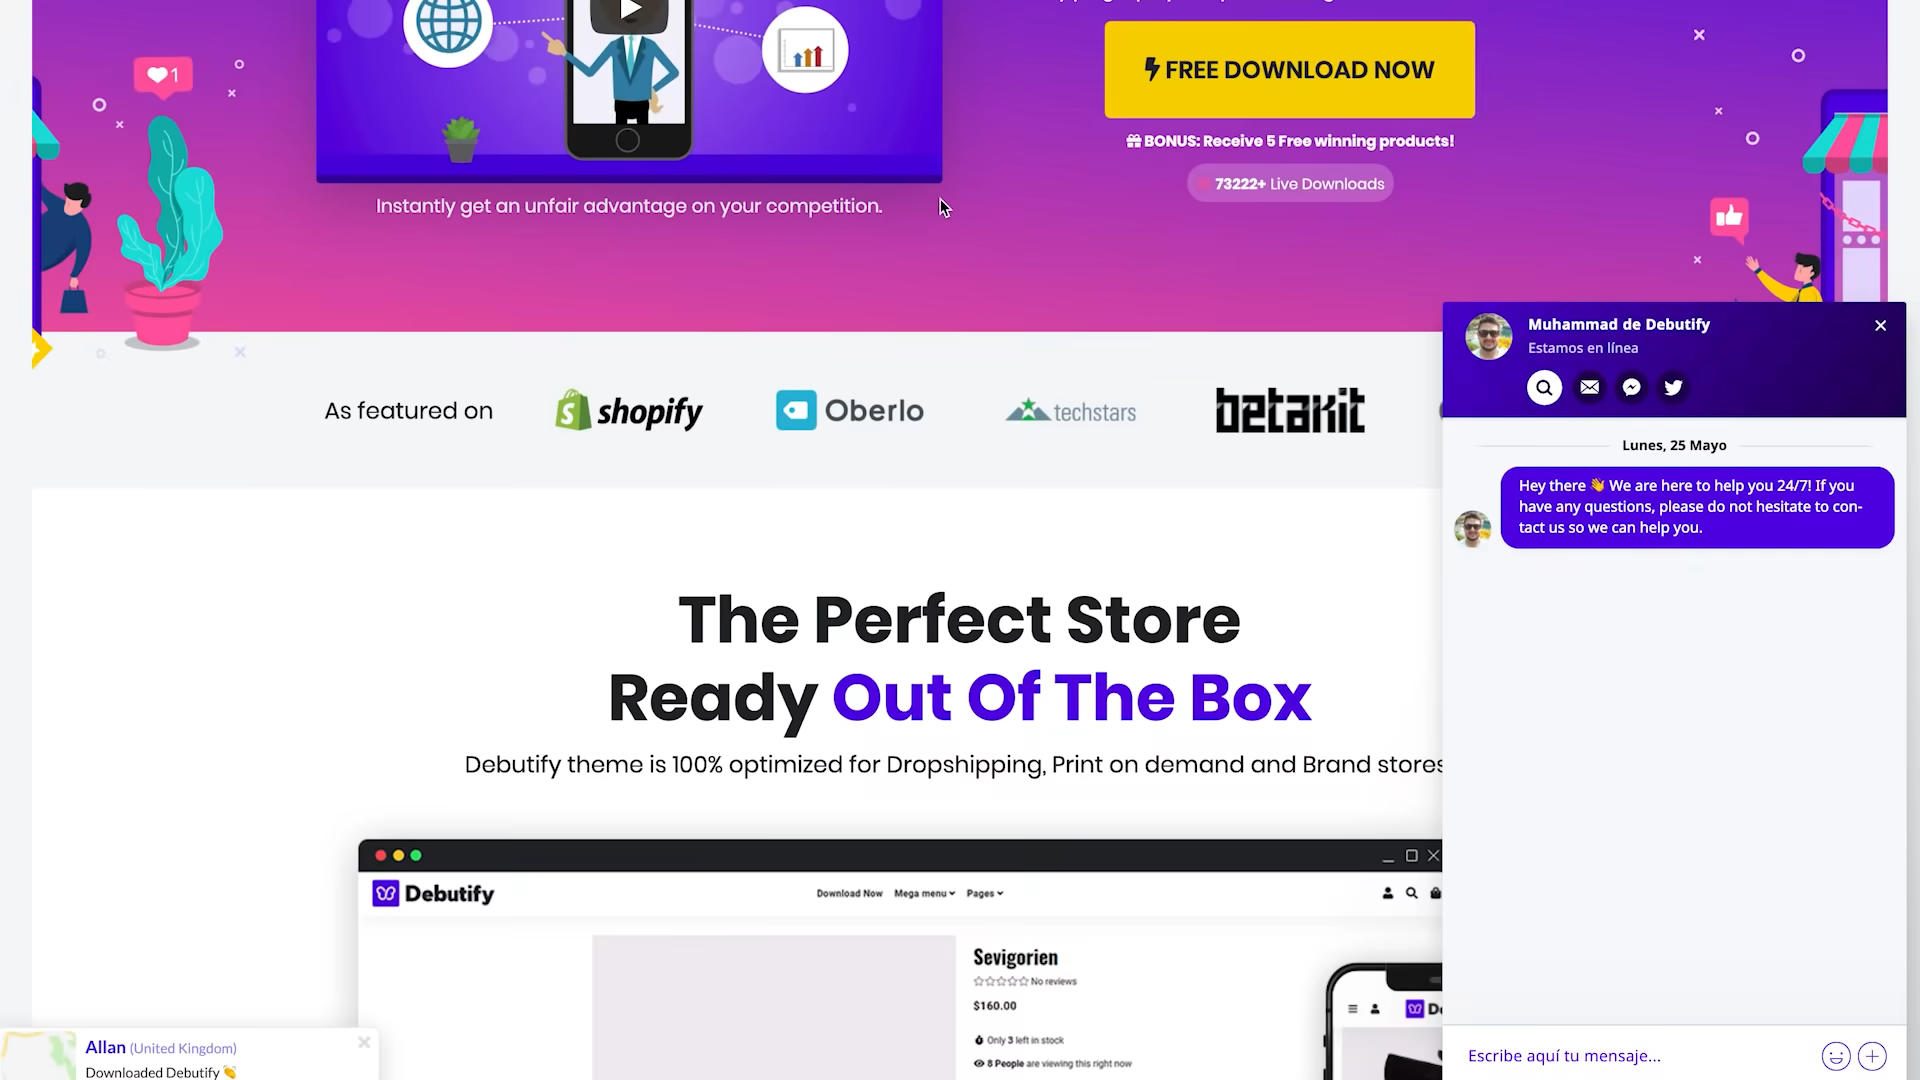 FREE DOWNLOAD NOW
BONUS: Receive 5 Free winning products!
73222+ Live Downloads
1
Instantly get an unfair advantage on your competition.
As featured on
shopify
Oberlo
techstars
betakit
The Perfect Store
Ready Out Of The Box
Debutify theme is 100% optimized for Dropshipping, Print on demand and Brand stores
Debutify
Download Now
Mega menu
Pages
Sevigorien
No reviews
$160.00
Only 3 left in stock
8 People are viewing this right now
Allan (United Kingdom)
Downloaded Debutify 👏
Muhammad de Debutify
Estamos en línea
Lunes, 25 Mayo
Hey there 👋 We are here to help you 24/7! If you
have any questions, please do not hesitate to con-
tact us so we can help you.
Escribe aquí tu mensaje...